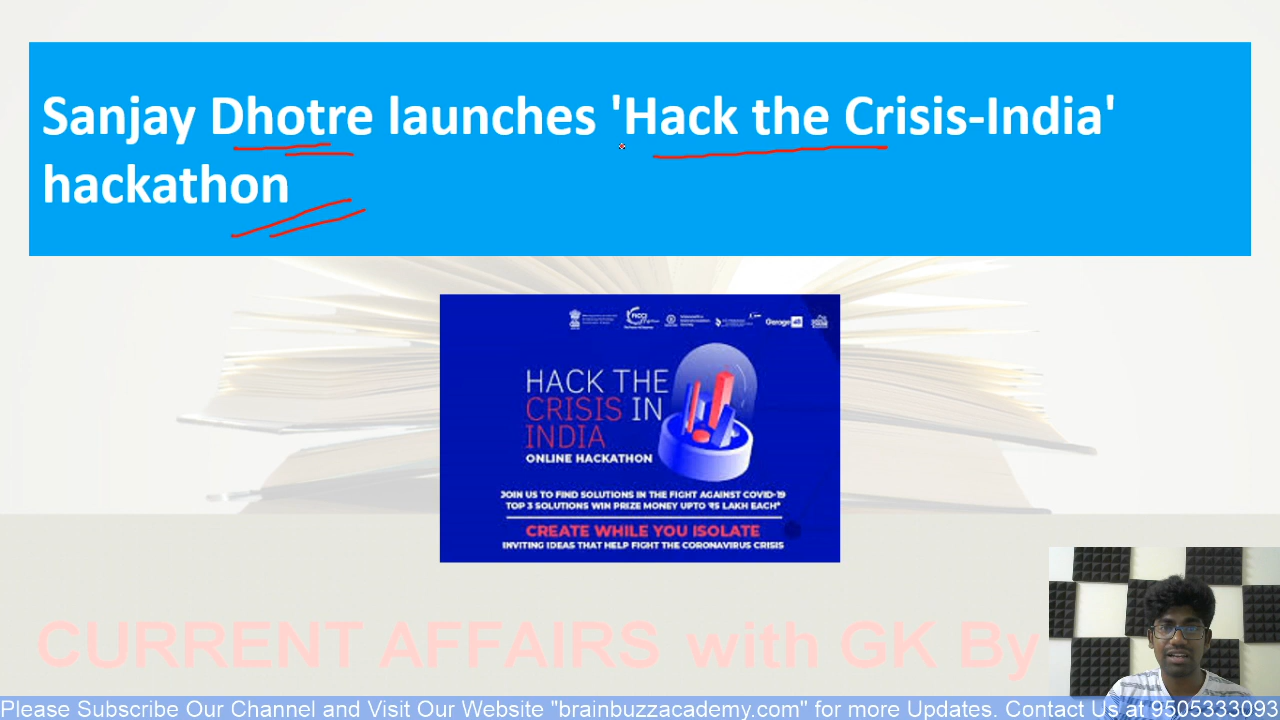 Sanjay Dhotre launches 'Hack the Crisis-India'
hackathon
FICCI
Garage48
HACK THE
CRISIS IN
INDIA
ONLINE HACKATHON
JOIN US TO FIND SOLUTIONS IN THE FIGHT AGAINST COVID-19
TOP 3 SOLUTIONS WIN PRIZE MONEY UPTO ₹5 LAKH EACH*
CREATE WHILE YOU ISOLATE
INVITING IDEAS THAT HELP FIGHT THE CORONAVIRUS CRISIS
CURRENT AFFAIRS with GK By
Please Subscribe Our Channel and Visit Our Website "brainbuzzacademy.com" for more Updates. Contact Us at 9505333093